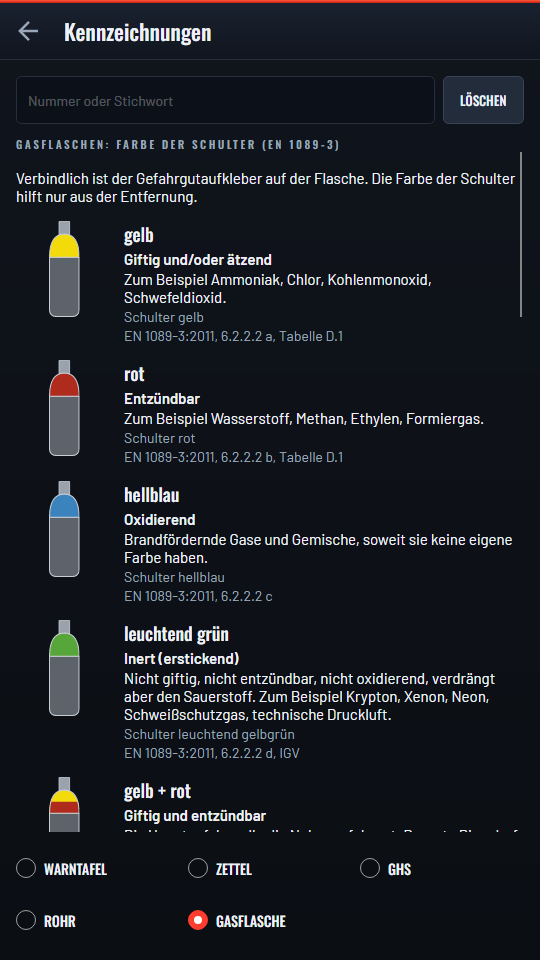 Kennzeichnungen
Nummer oder Stichwort
LÖSCHEN
GASFLASCHEN: FARBE DER SCHULTER (EN 1089-3)
Verbindlich ist der Gefahrgutaufkleber auf der Flasche. Die Farbe der Schulter
hilft nur aus der Entfernung.
gelb
Giftig und/oder ätzend
Zum Beispiel Ammoniak, Chlor, Kohlenmonoxid,
Schwefeldioxid.
Schulter gelb
EN 1089-3:2011, 6.2.2.2 a, Tabelle D.1
rot
Entzündbar
Zum Beispiel Wasserstoff, Methan, Ethylen, Formiergas.
Schulter rot
EN 1089-3:2011, 6.2.2.2 b, Tabelle D.1
hellblau
Oxidierend
Brandfördernde Gase und Gemische, soweit sie keine eigene
Farbe haben.
Schulter hellblau
EN 1089-3:2011, 6.2.2.2 c
leuchtend grün
Inert (erstickend)
Nicht giftig, nicht entzündbar, nicht oxidierend, verdrängt
aber den Sauerstoff. Zum Beispiel Krypton, Xenon, Neon,
Schweißschutzgas, technische Druckluft.
Schulter leuchtend gelbgrün
EN 1089-3:2011, 6.2.2.2 d, IGV
gelb + rot
Giftig und entzündbar
WARNTAFEL
ZETTEL
GHS
ROHR
GASFLASCHE